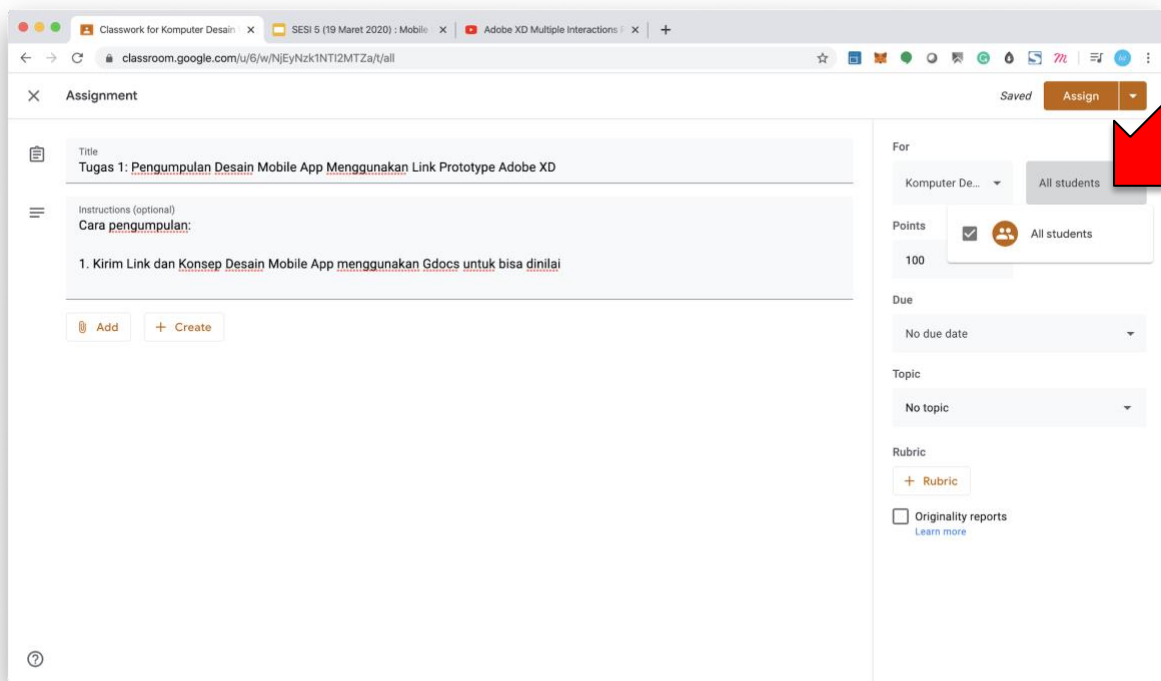 Classwork for Komputer Desain
SESI 5 (19 Maret 2020) : Mobile
Adobe XD Multiple Interactions
classroom.google.com/u/6/w/NjEyNzk1NTI2MTZa/t/all
Assignment
Saved
Assign
Title
Tugas 1: Pengumpulan Desain Mobile App Menggunakan Link Prototype Adobe XD
Instructions (optional)
Cara pengumpulan:
1. Kirim Link dan Konsep Desain Mobile App menggunakan Gdocs untuk bisa dinilai
Add
+ Create
For
Komputer De...
All students
All students
Points
100
Due
No due date
Topic
No topic
Rubric
+ Rubric
Originality reports
Learn more